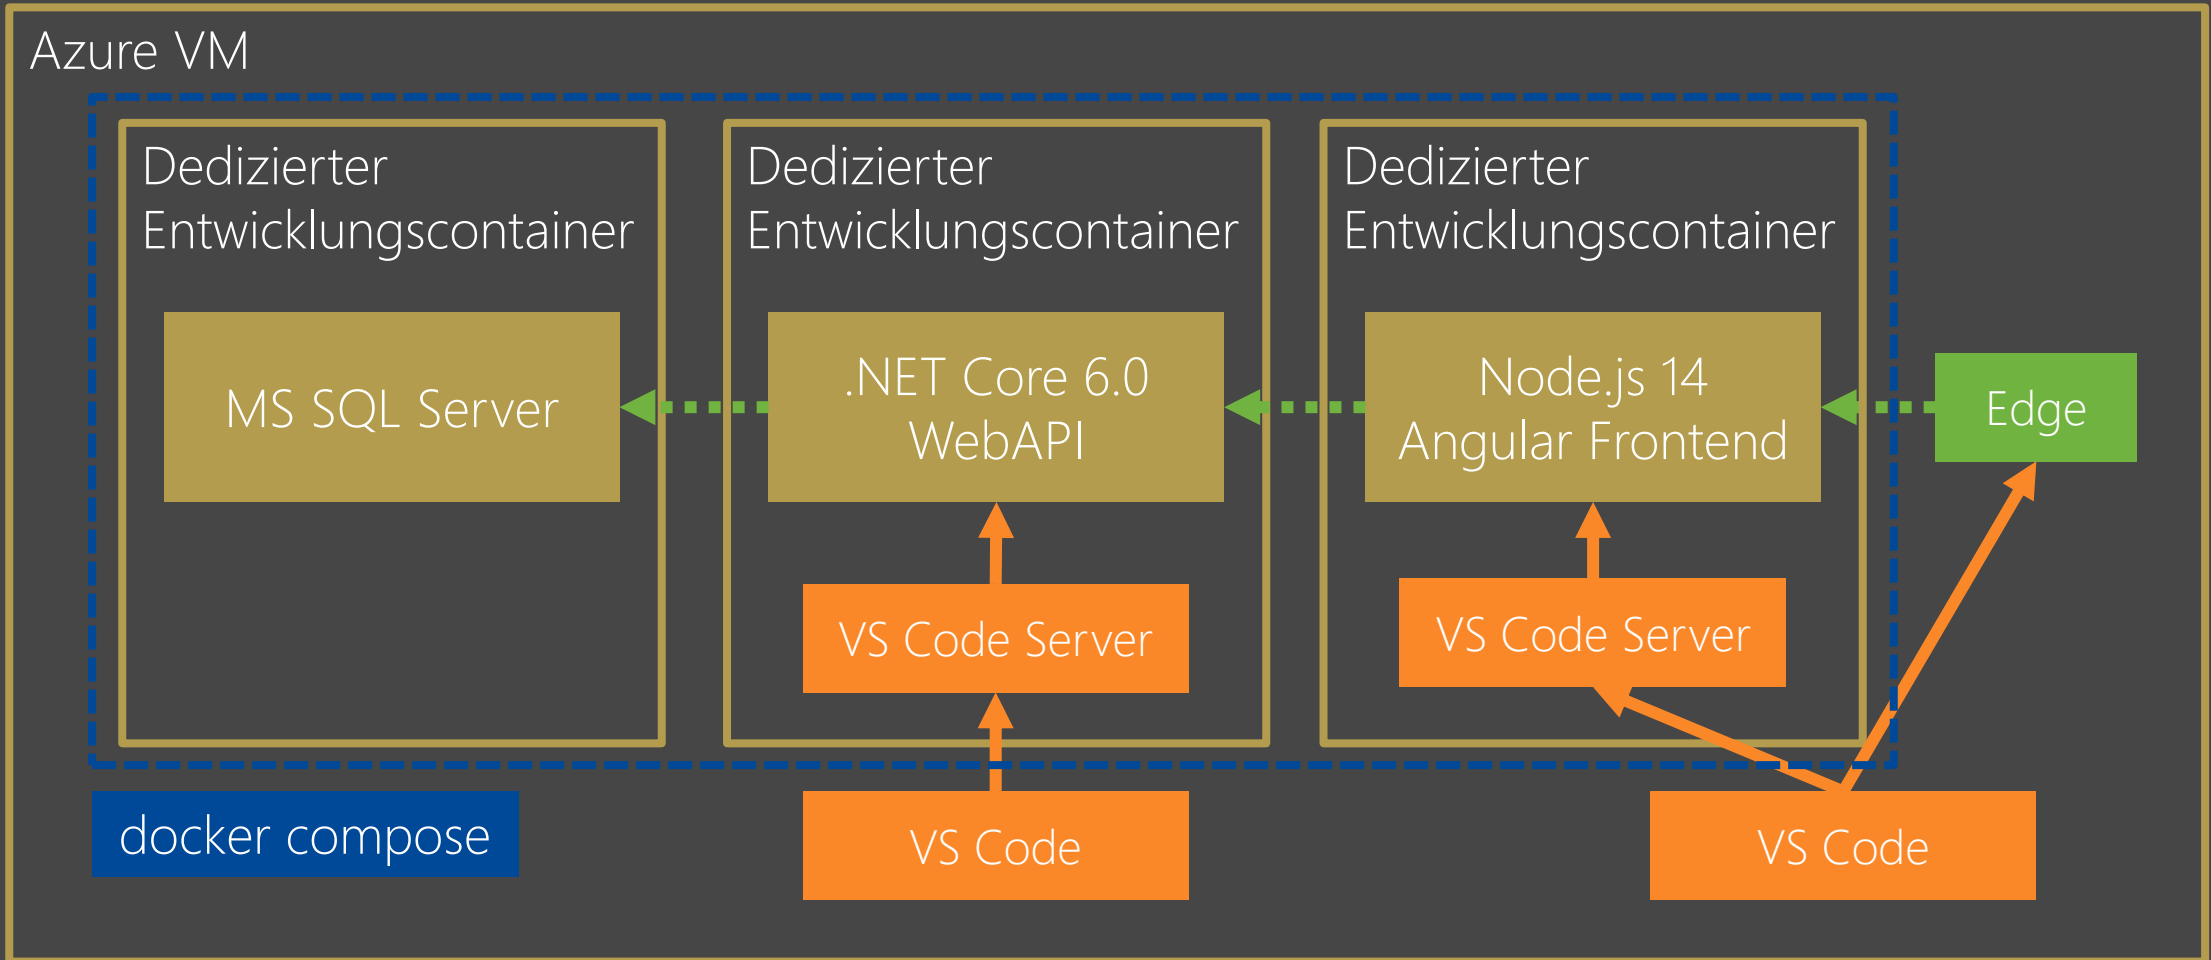 Azure VM
Dedizierter
Entwicklungscontainer
MS SQL Server
Dedizierter
Entwicklungscontainer
.NET Core 6.0
WebAPI
VS Code Server
Dedizierter
Entwicklungscontainer
Node.js 14
Angular Frontend
VS Code Server
Edge
docker compose
VS Code
VS Code